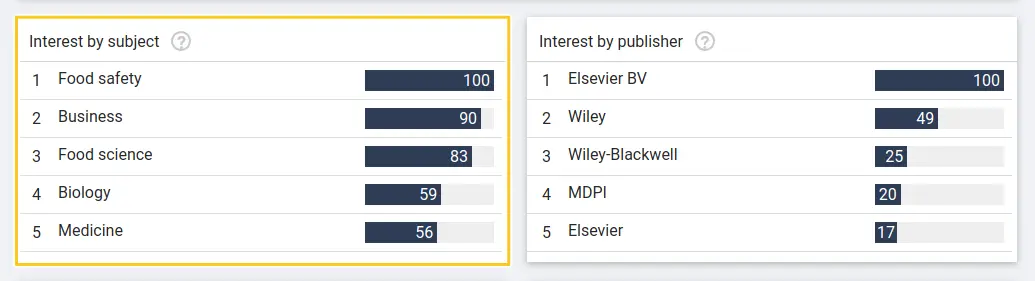 Interest by subject ?
1 Food safety 100
2 Business 90
3 Food science 83
4 Biology 59
5 Medicine 56
Interest by publisher ?
1 Elsevier BV 100
2 Wiley 49
3 Wiley-Blackwell 25
4 MDPI 20
5 Elsevier 17